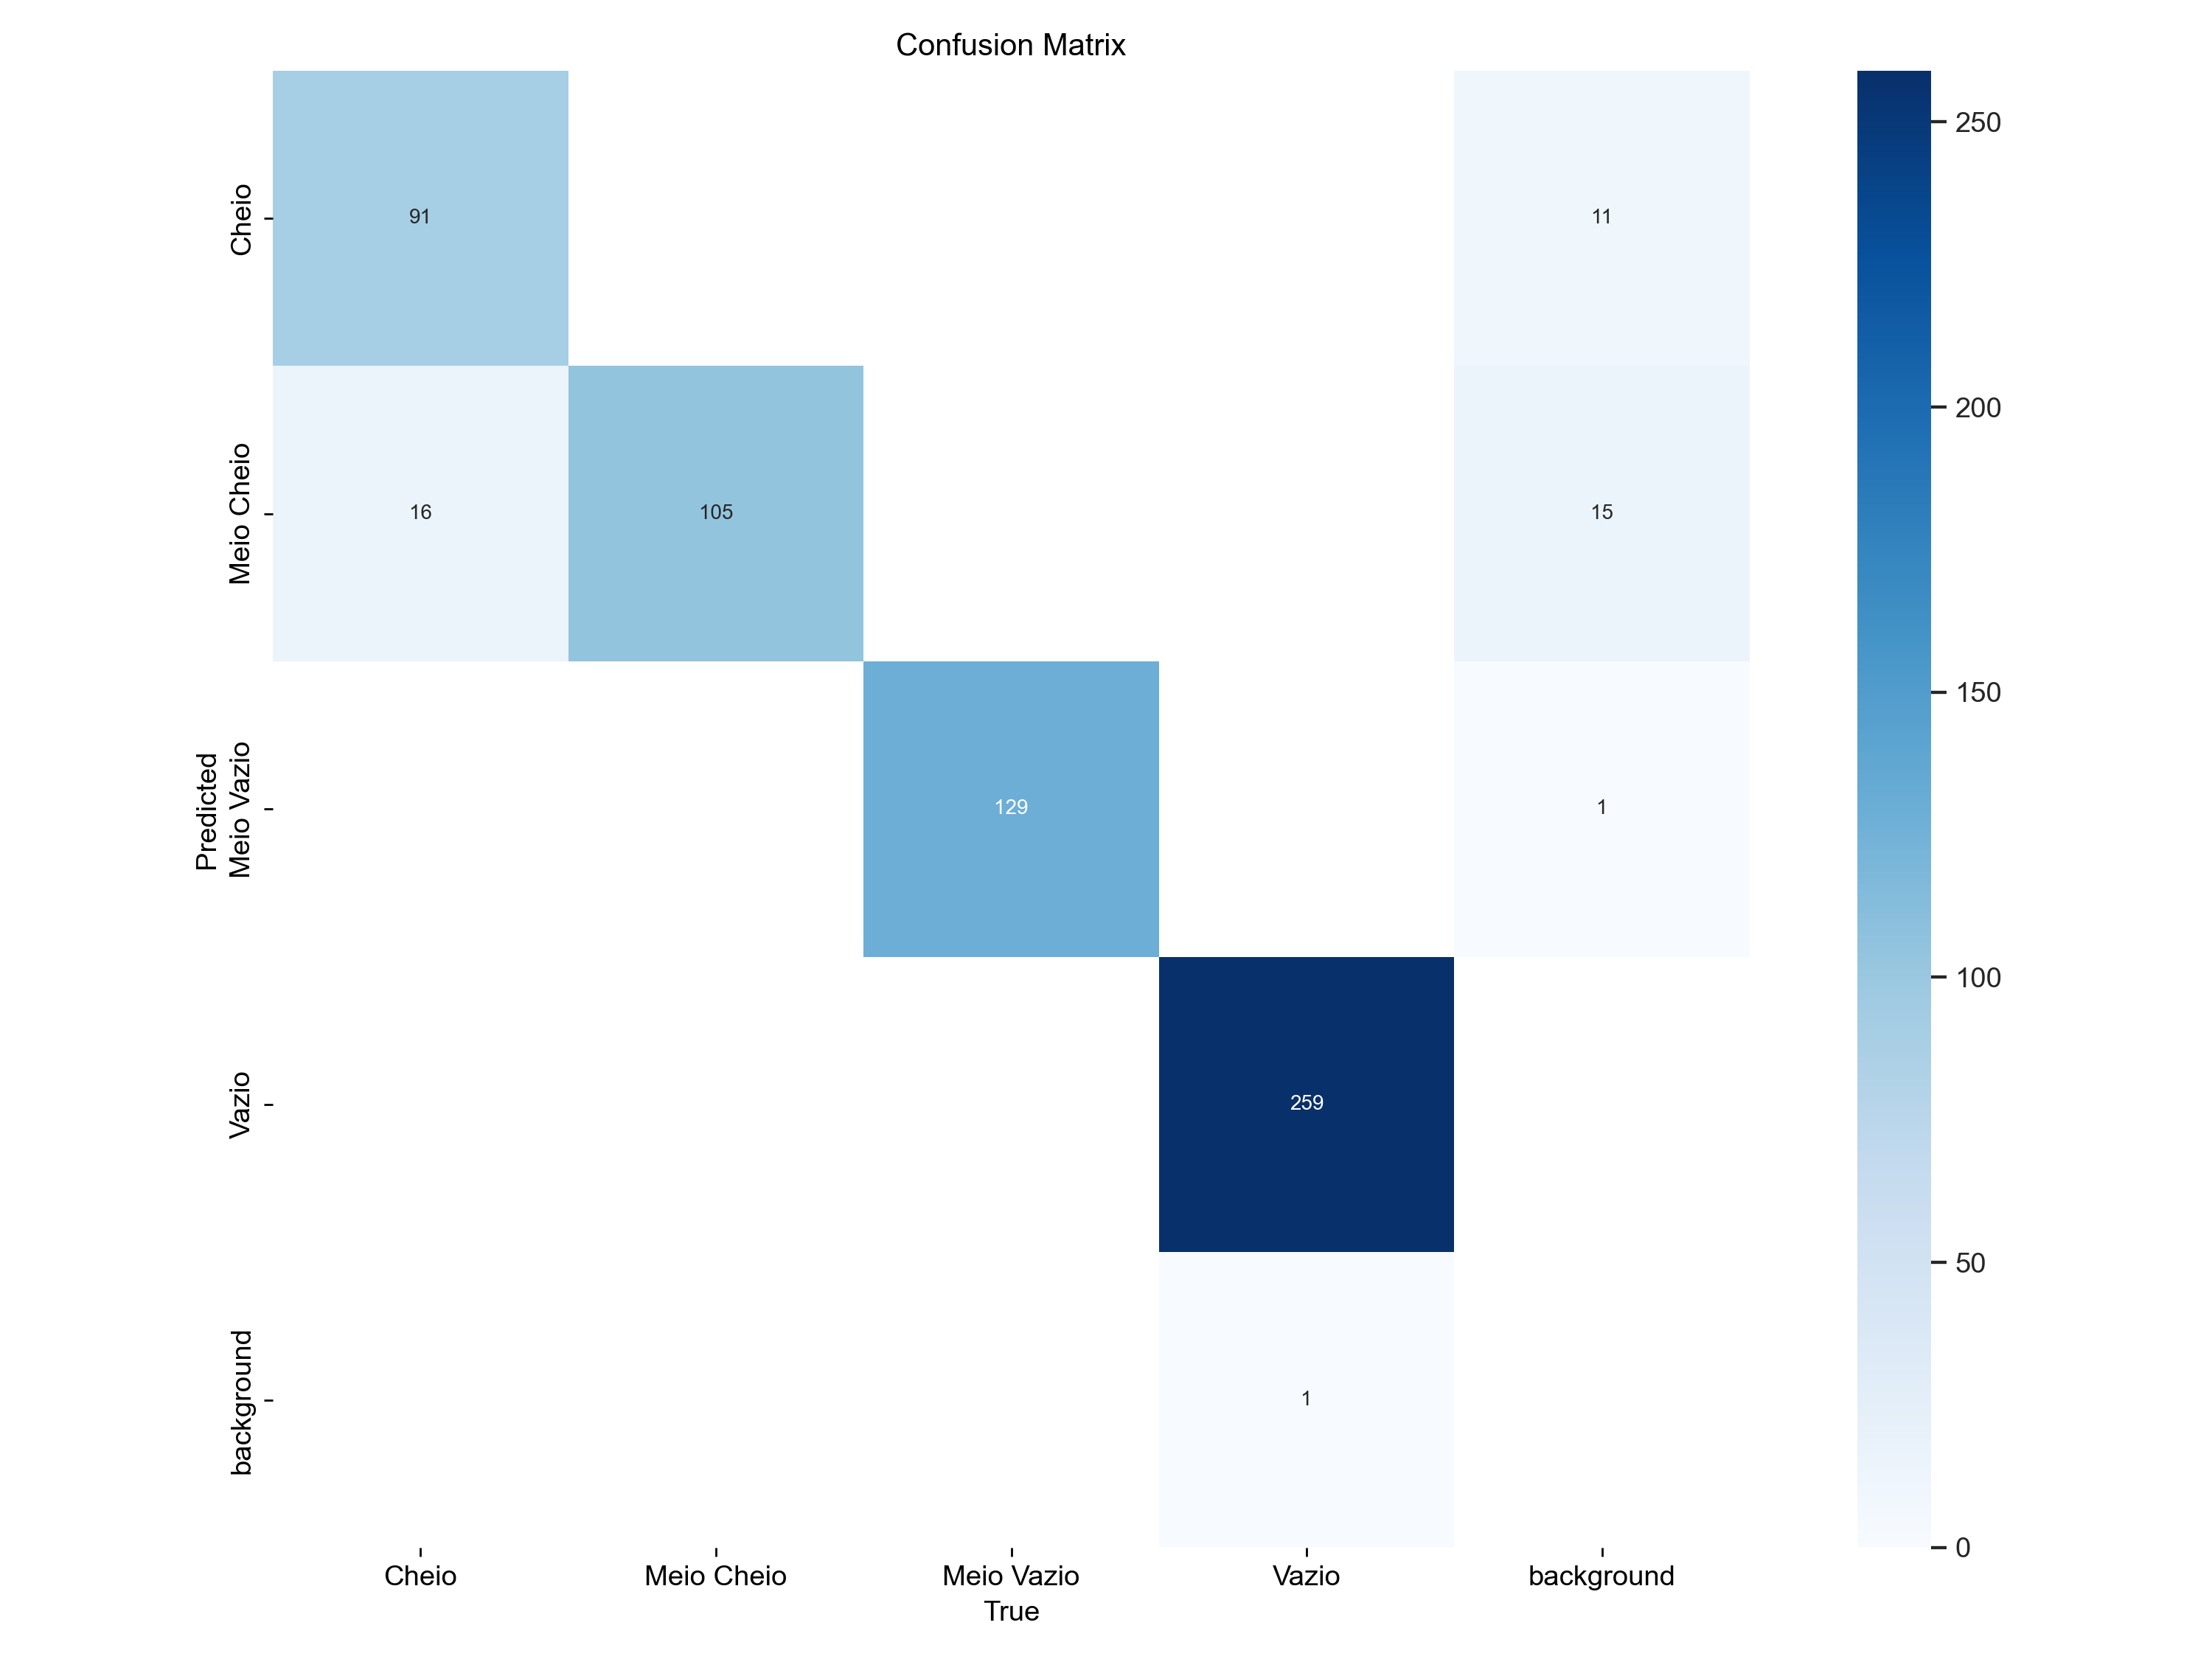 Confusion Matrix
Cheio
91
11
Meio Cheio
16
105
15
Predicted
Meio Vazio
129
1
Vazio
259
background
1
Cheio
Meio Cheio
Meio Vazio
Vazio
background
True
250
200
150
100
50
0